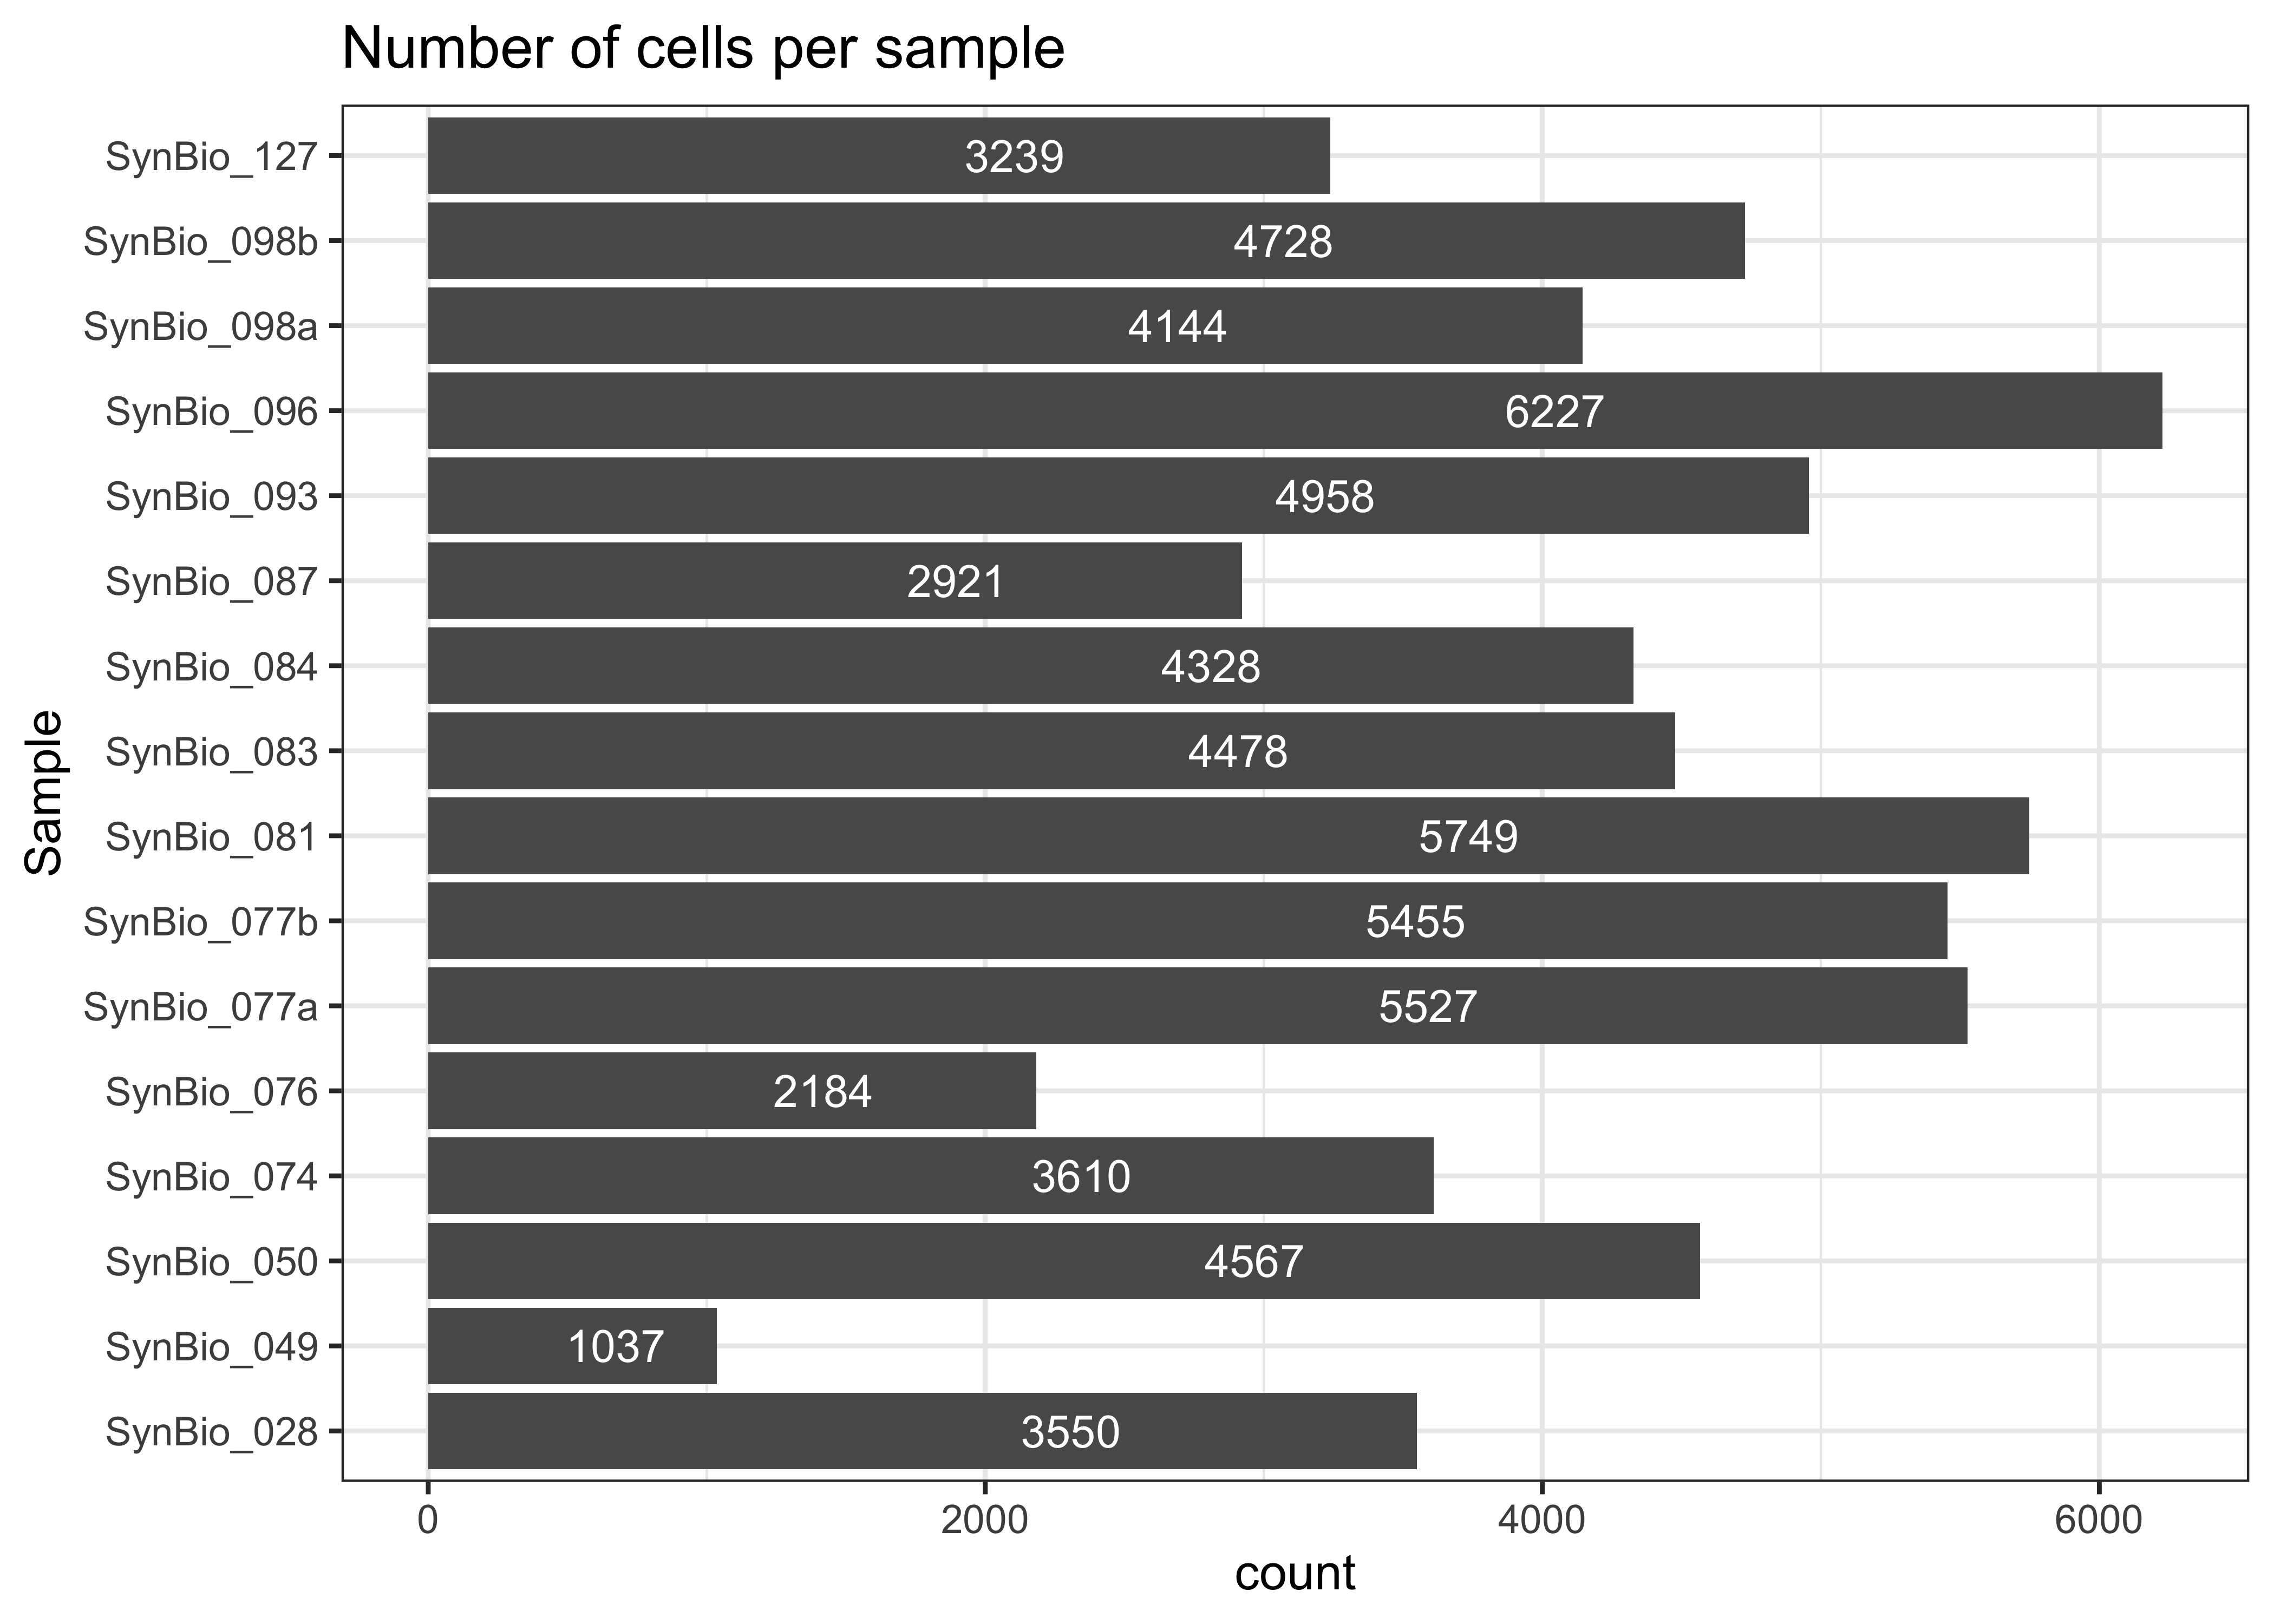 Number of cells per sample
SynBio_127 3239
SynBio_098b 4728
SynBio_098a 4144
SynBio_096 6227
SynBio_093 4958
SynBio_087 2921
SynBio_084 4328
SynBio_083 4478
SynBio_081 5749
SynBio_077b 5455
SynBio_077a 5527
SynBio_076 2184
SynBio_074 3610
SynBio_050 4567
SynBio_049 1037
SynBio_028 3550
Sample
0 2000 4000 6000
count